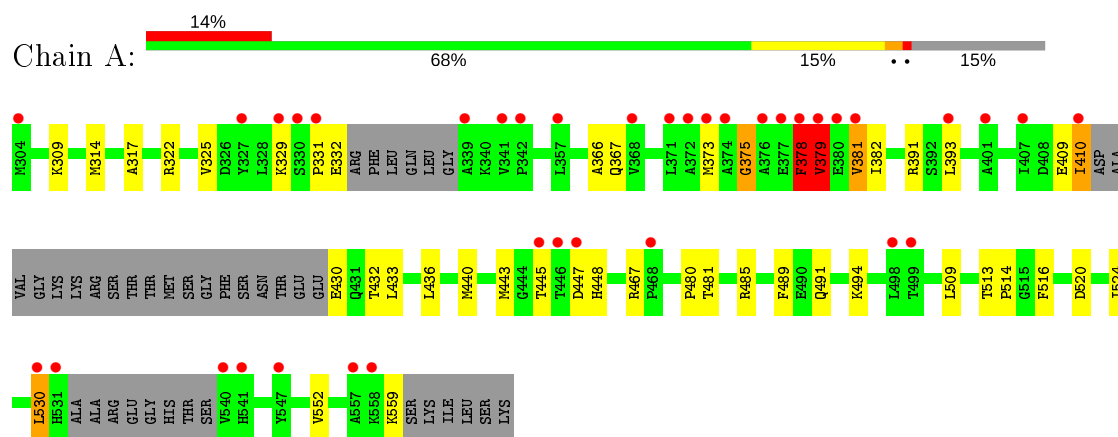 14%
Chain A:
68% 15% • • 15%
M304 K309 M314 A317 R322 V325 D326 Y327 L328 K329 S330 P331 E332 ARG PHE LEU GLN LEU GLY A339 K340 V341 P342 L357 A366 Q367 V368 L371 A372 M373 A374 G375 A376 E377 F378 V379 E380 V381 I382 R391 S392 L393 A401 I407 D408 E409 I410 ASP ALA
VAL GLY LYS LYS ARG SER THR THR MET SER GLY PHE SER ASN THR GLU GLU E430 Q431 T432 L433 L436 M440 M443 G444 T445 T446 D447 H448 R467 P468 P480 T481 R485 F489 E490 Q491 K494 L498 T499 L509 T513 P514 G515 F516 D520
L530 H531 ALA ALA ARG GLU GLY HIS THR SER V540 H541 Y547 V552 A557 K558 K559 SER LYS ILE LEU SER LYS